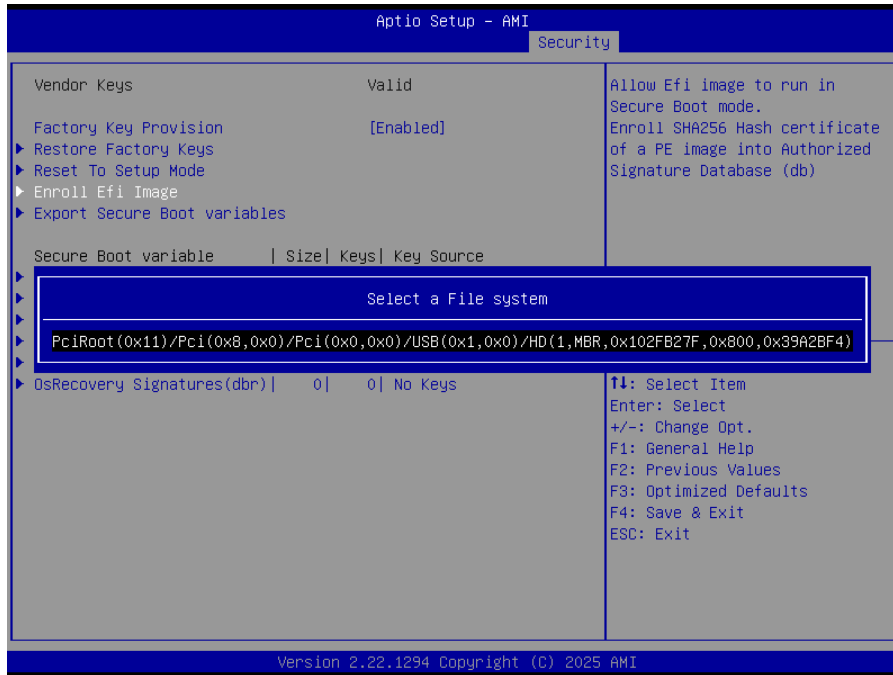 Aptio Setup – AMI
Security
Vendor Keys Valid
Factory Key Provision [Enabled]
Restore Factory Keys
Reset To Setup Mode
Enroll Efi Image
Export Secure Boot variables
Secure Boot variable | Size| Keys| Key Source
Select a File system
PciRoot(0x11)/Pci(0x8,0x0)/Pci(0x0,0x0)/USB(0x1,0x0)/HD(1,MBR,0x102FB27F,0x800,0x39A2BF4)
OsRecovery Signatures(dbr)| 0| 0| No Keys
Allow Efi image to run in
Secure Boot mode.
Enroll SHA256 Hash certificate
of a PE image into Authorized
Signature Database (db)
↑↓: Select Item
Enter: Select
+/-: Change Opt.
F1: General Help
F2: Previous Values
F3: Optimized Defaults
F4: Save & Exit
ESC: Exit
Version 2.22.1294 Copyright (C) 2025 AMI